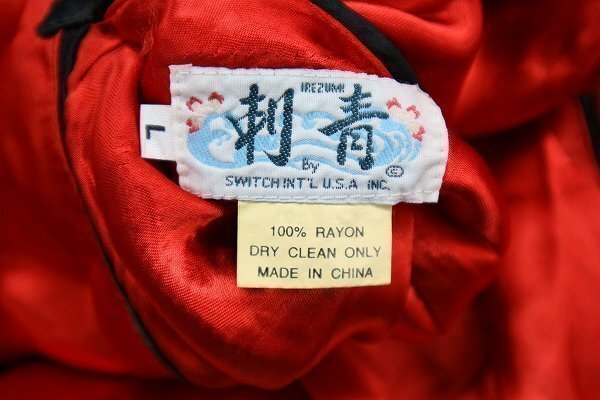 IREZUMI
刺青
By
SWITCH INT'L U.S.A INC.
©
L
100% RAYON
DRY CLEAN ONLY
MADE IN CHINA